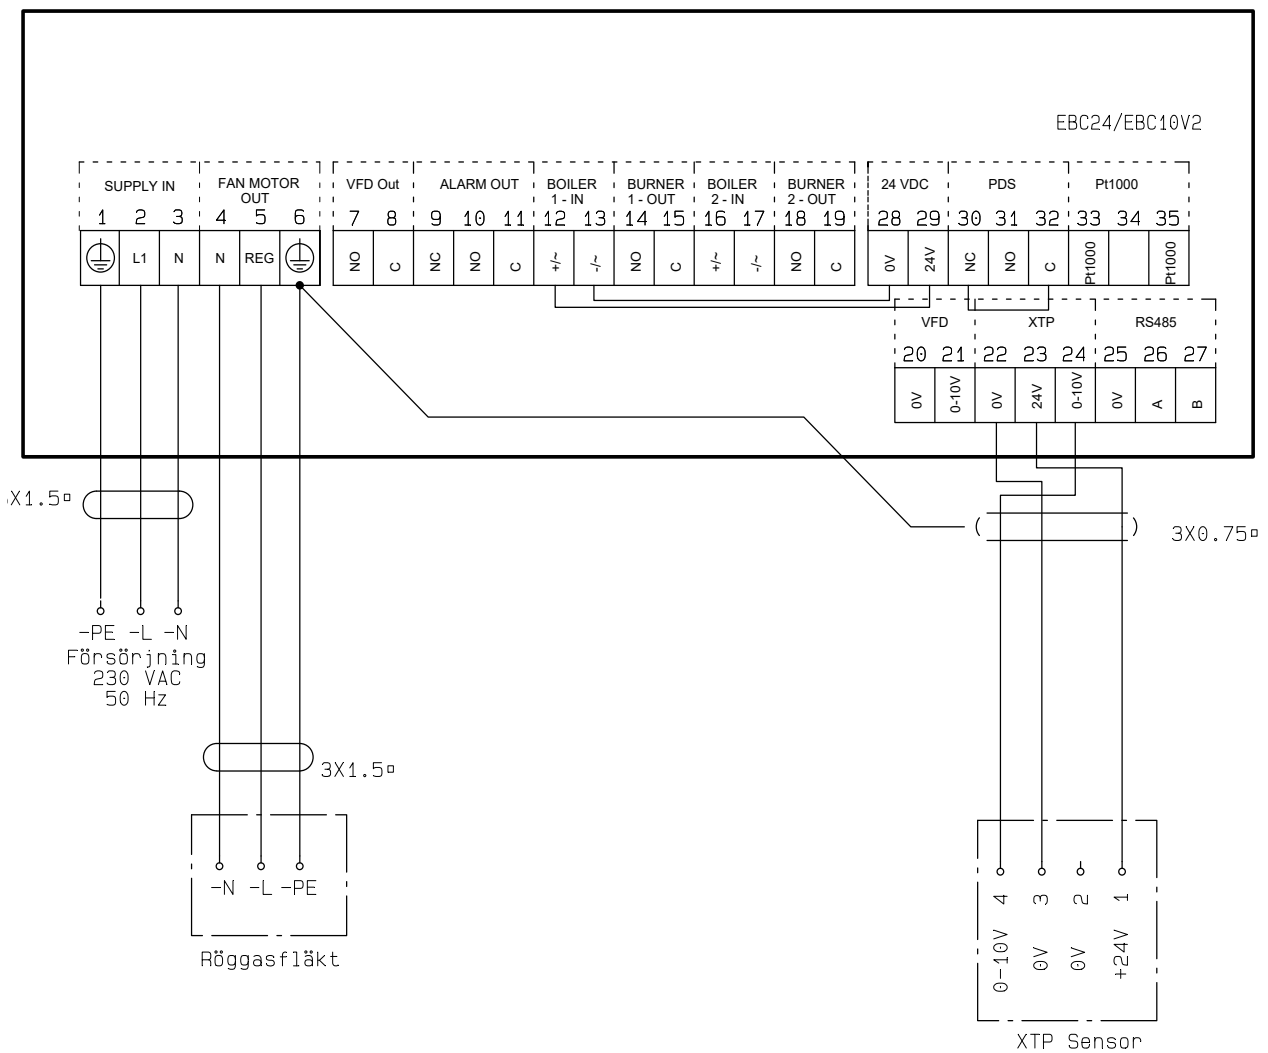 EBC24/EBC10V2
SUPPLY IN
FAN MOTOR OUT
VFD Out
ALARM OUT
BOILER 1 - IN
BURNER 1 - OUT
BOILER 2 - IN
BURNER 2 - OUT
24 VDC
PDS
Pt1000
1 2 3 4 5 6 7 8 9 10 11 12 13 14 15 16 17 18 19 28 29 30 31 32 33 34 35
L1 N N REG NO C NC NO C +/~ -/~ NO C +/~ -/~ NO C 0V 24V NC NO C Pt1000 Pt1000
VFD
XTP
RS485
20 21 22 23 24 25 26 27
0V 0-10V 0V 24V 0-10V 0V A B
X1.5
3X0.75
-PE -L -N
Försörjning
230 VAC
50 Hz
3X1.5
-N -L -PE
Röggasfläkt
4 3 2 1
0-10V 0V 0V +24V
XTP Sensor